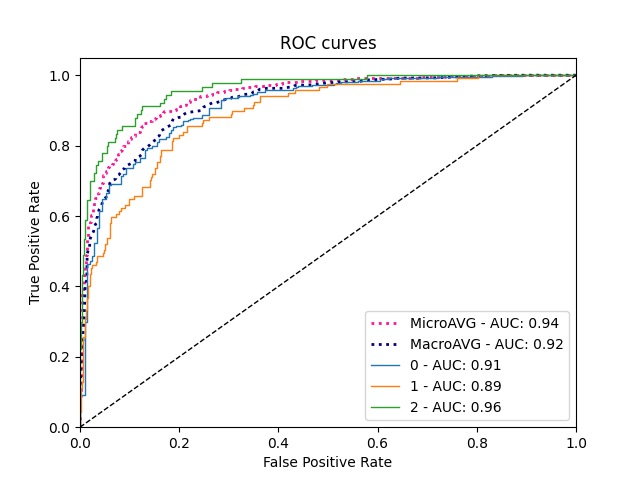 ROC curves
True Positive Rate
1.0
0.8
0.6
0.4
0.2
0.0
0.0 0.2 0.4 0.6 0.8 1.0
False Positive Rate
MicroAVG - AUC: 0.94
MacroAVG - AUC: 0.92
0 - AUC: 0.91
1 - AUC: 0.89
2 - AUC: 0.96